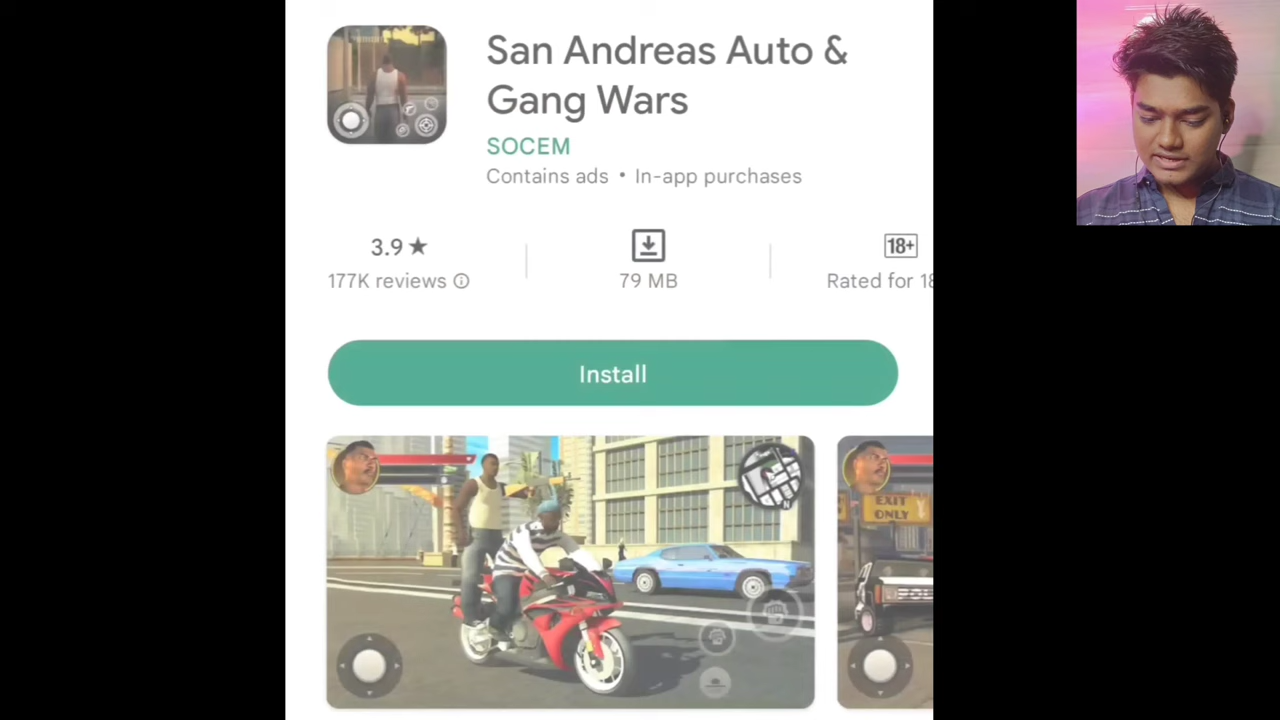 San Andreas Auto &
Gang Wars
SOCEM
Contains ads • In-app purchases
3.9 ★
177K reviews
79 MB
18+
Rated for 18
Install
N
EXIT
ONLY